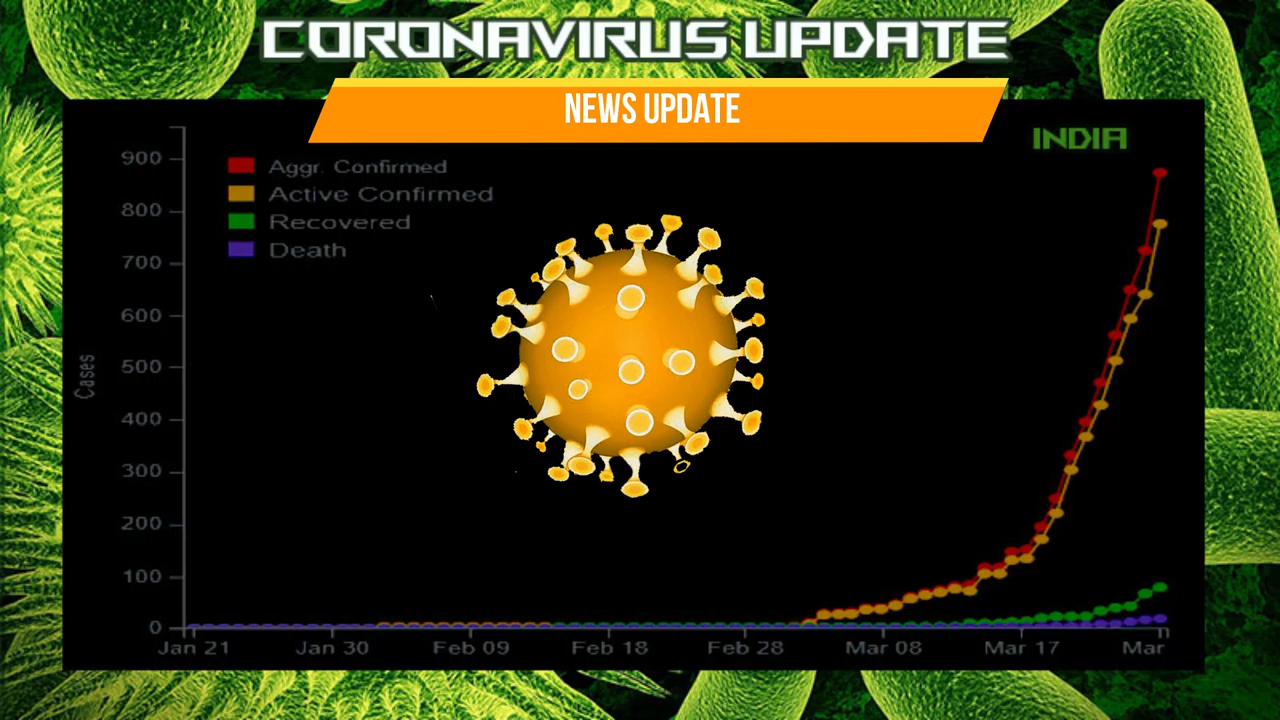 CORONAVIRUS UPDATE
NEWS UPDATE
INDIA
Aggr. Confirmed
Active Confirmed
Recovered
Death
Cases
900
800
700
600
500
400
300
200
100
0
Jan 21 Jan 30 Feb 09 Feb 18 Feb 28 Mar 08 Mar 17 Mar